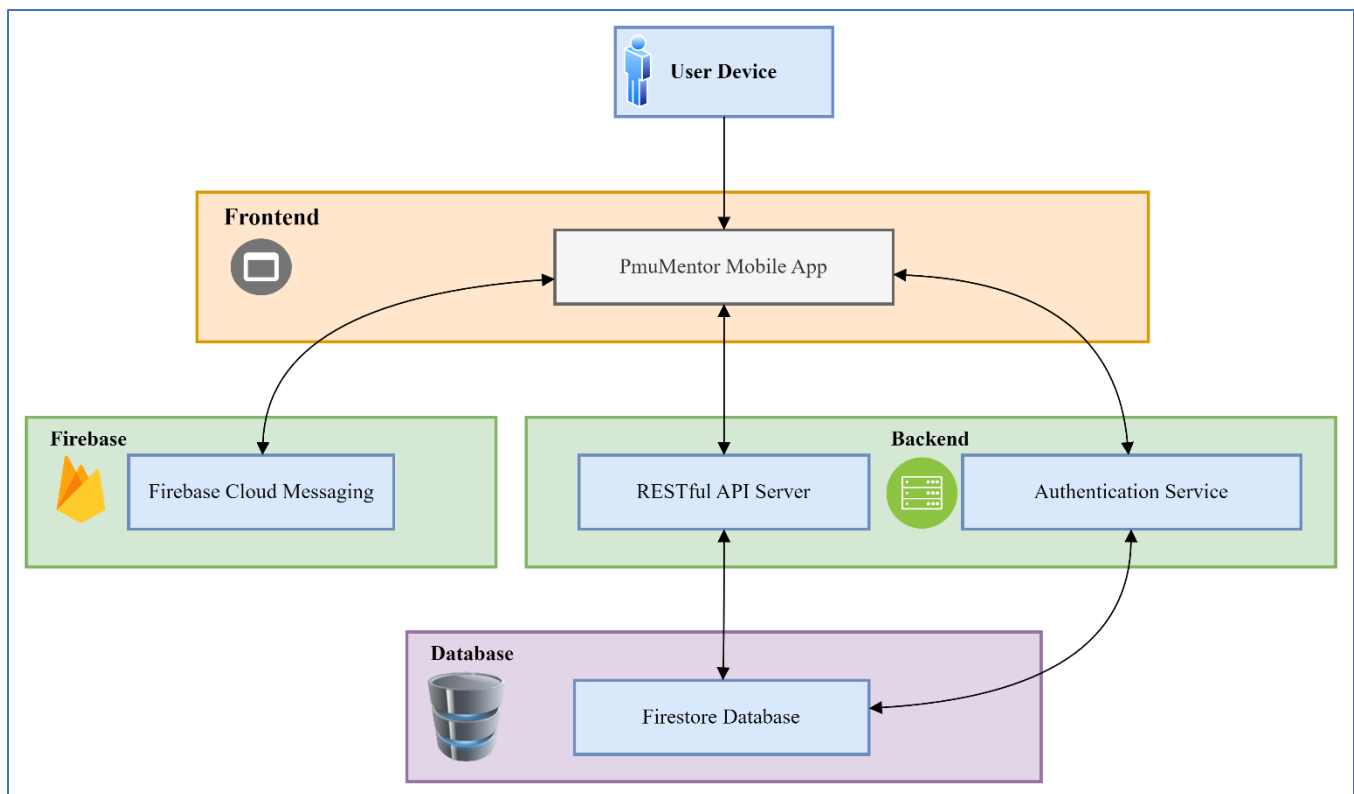 User Device
Frontend
PmuMentor Mobile App
Firebase
Firebase Cloud Messaging
Backend
RESTful API Server
Authentication Service
Database
Firestore Database